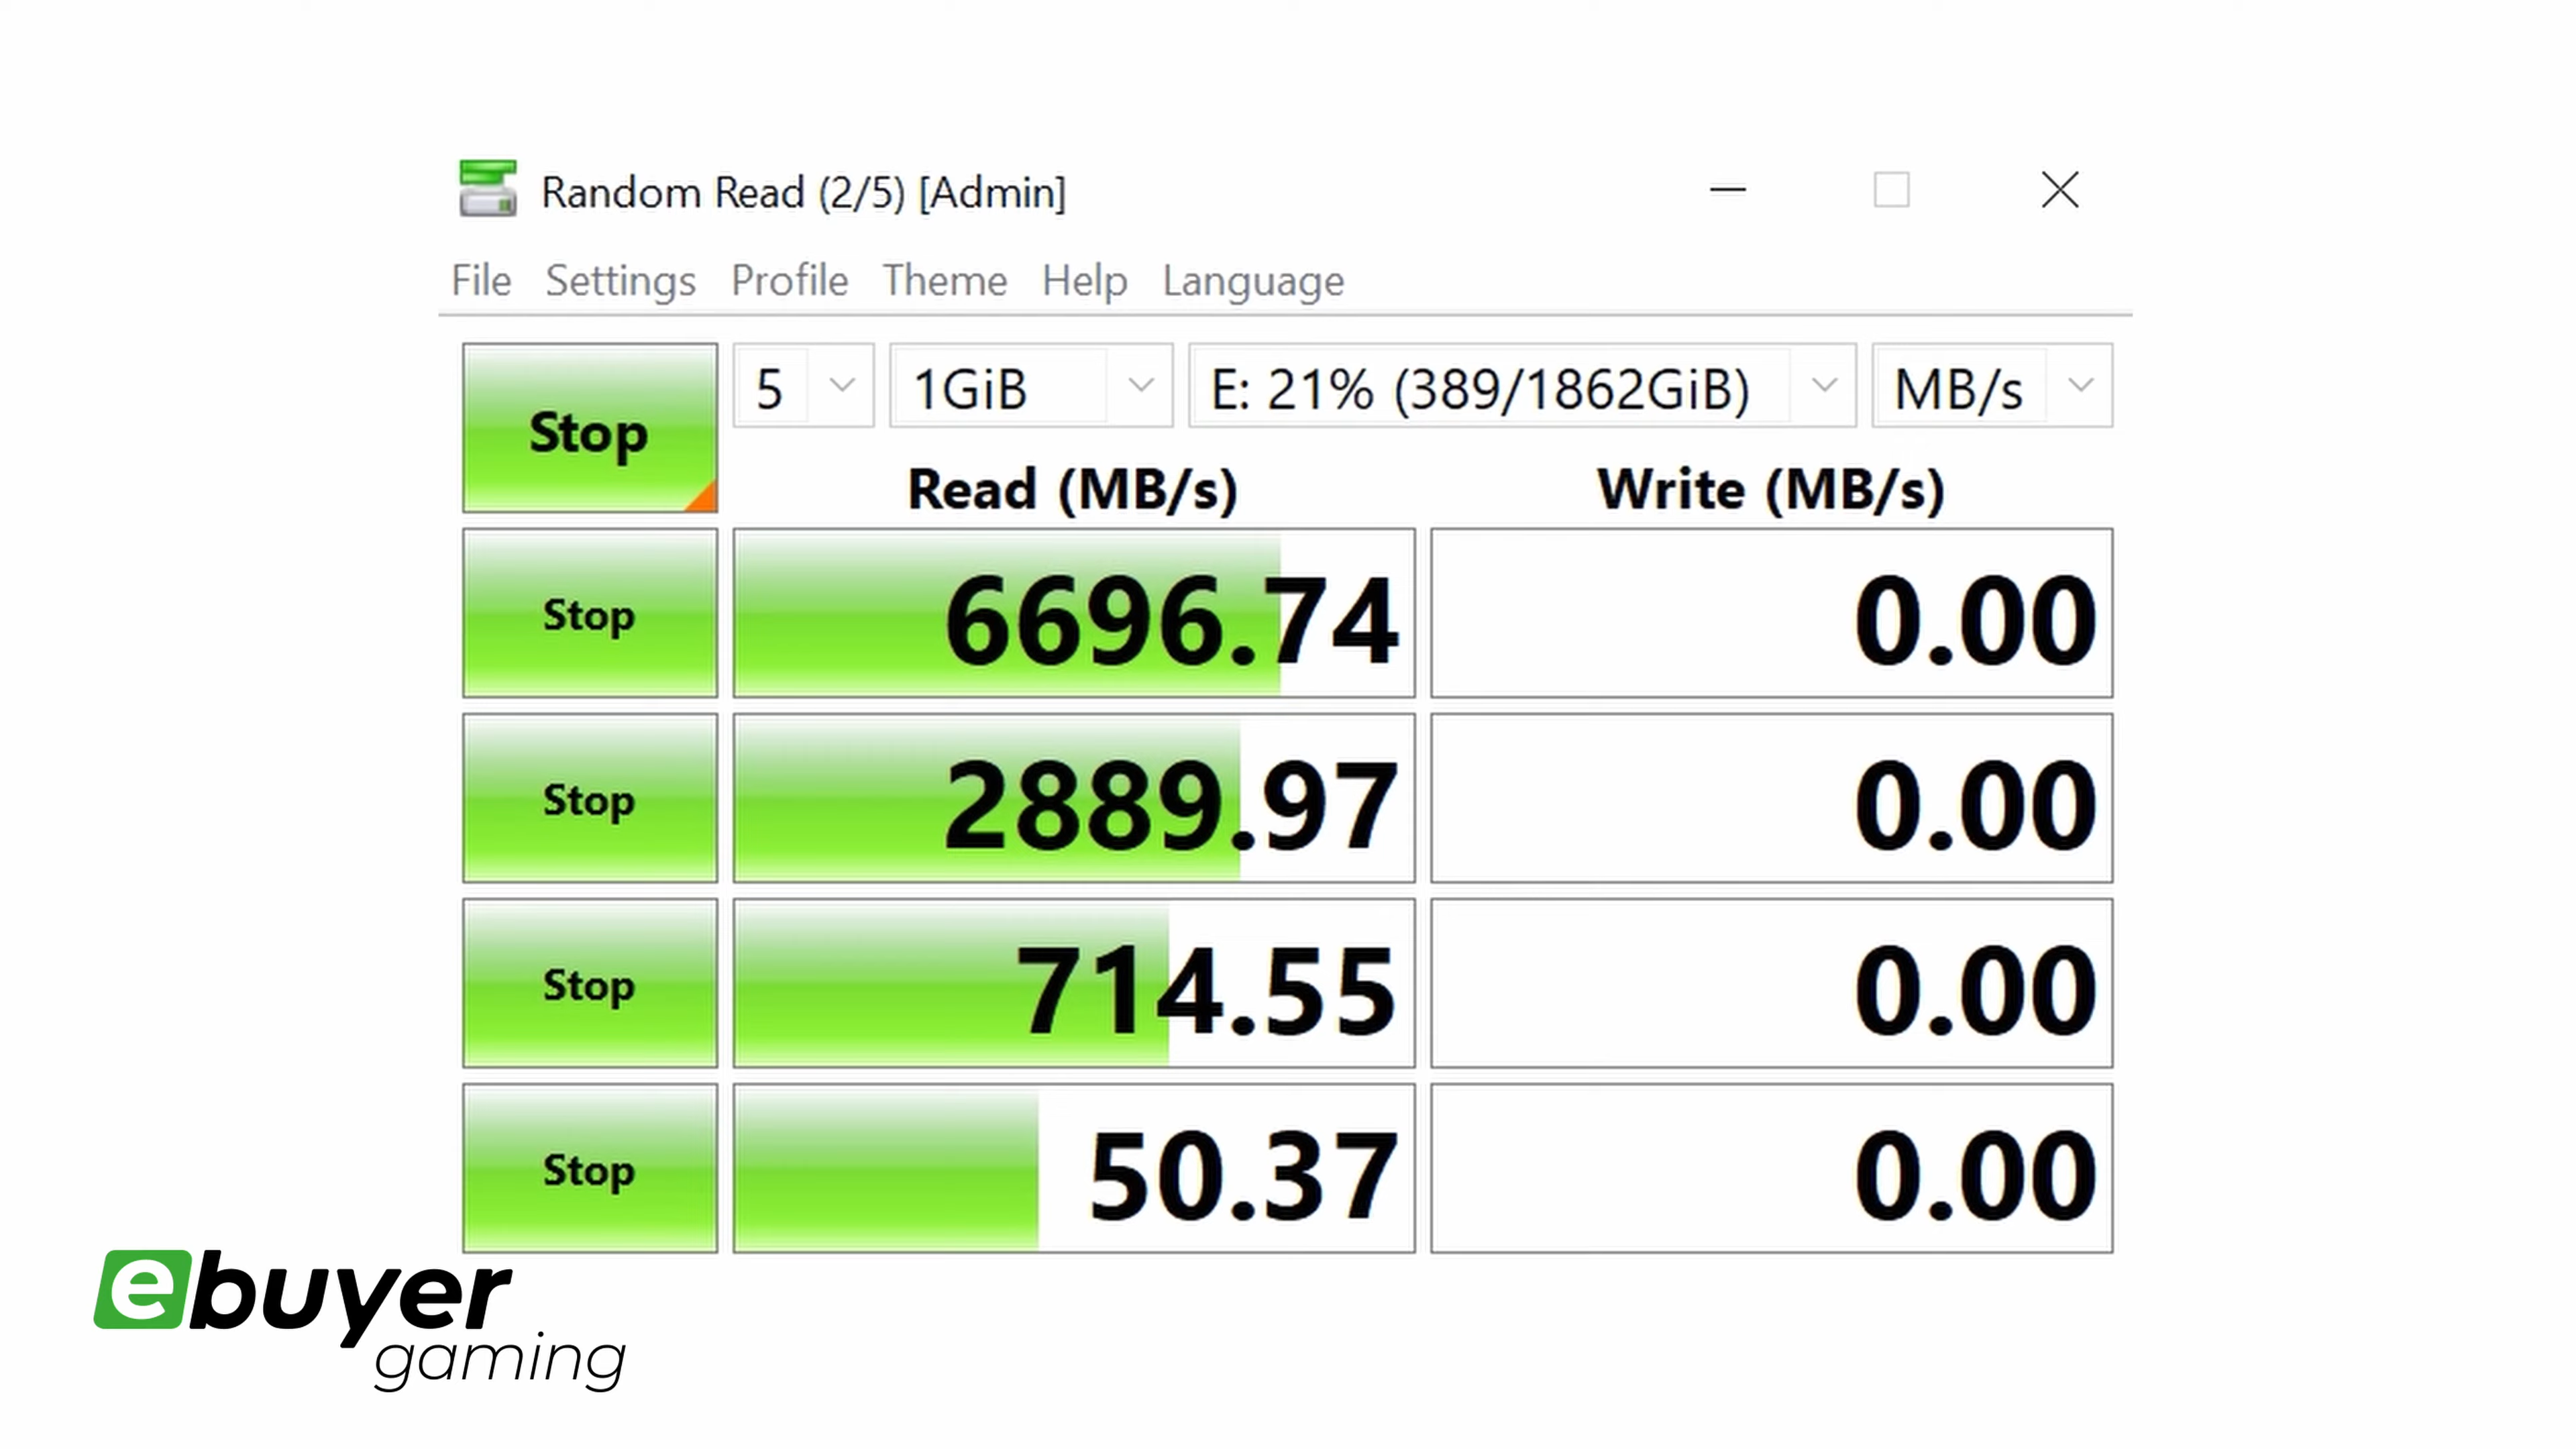 Random Read (2/5) [Admin]
File Settings Profile Theme Help Language
Stop 5 1GiB E: 21% (389/1862GiB) MB/s
Read (MB/s) Write (MB/s)
Stop 6696.74 0.00
Stop 2889.97 0.00
Stop 714.55 0.00
Stop 50.37 0.00
ebuyer
gaming